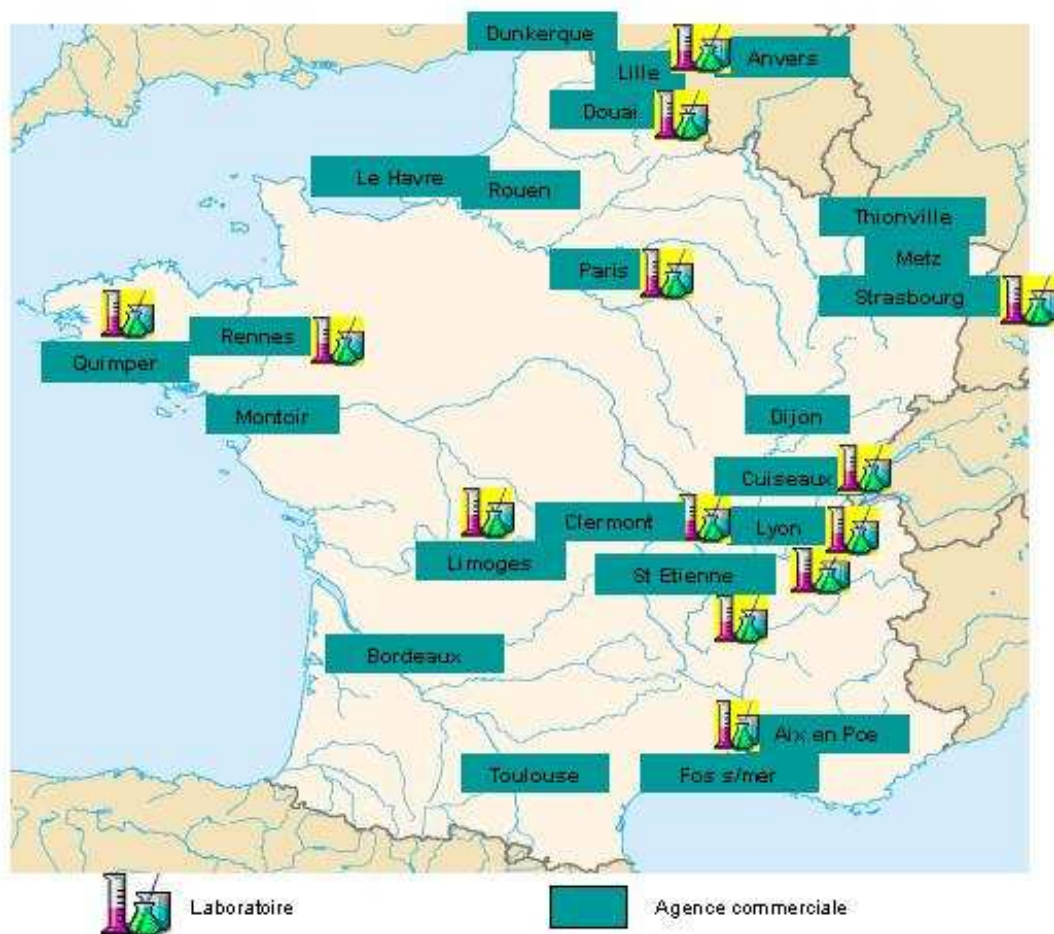 Dunkerque
Anvers
Lille
Douai
Le Havre
Rouen
Thionville
Metz
Paris
Strasbourg
Rennes
Quimper
Montoir
Dijon
Cuiseaux
Clermont
Lyon
Limoges
St Etienne
Bordeaux
Aix en Pce
Toulouse
Fos s/mer
Laboratoire
Agence commerciale